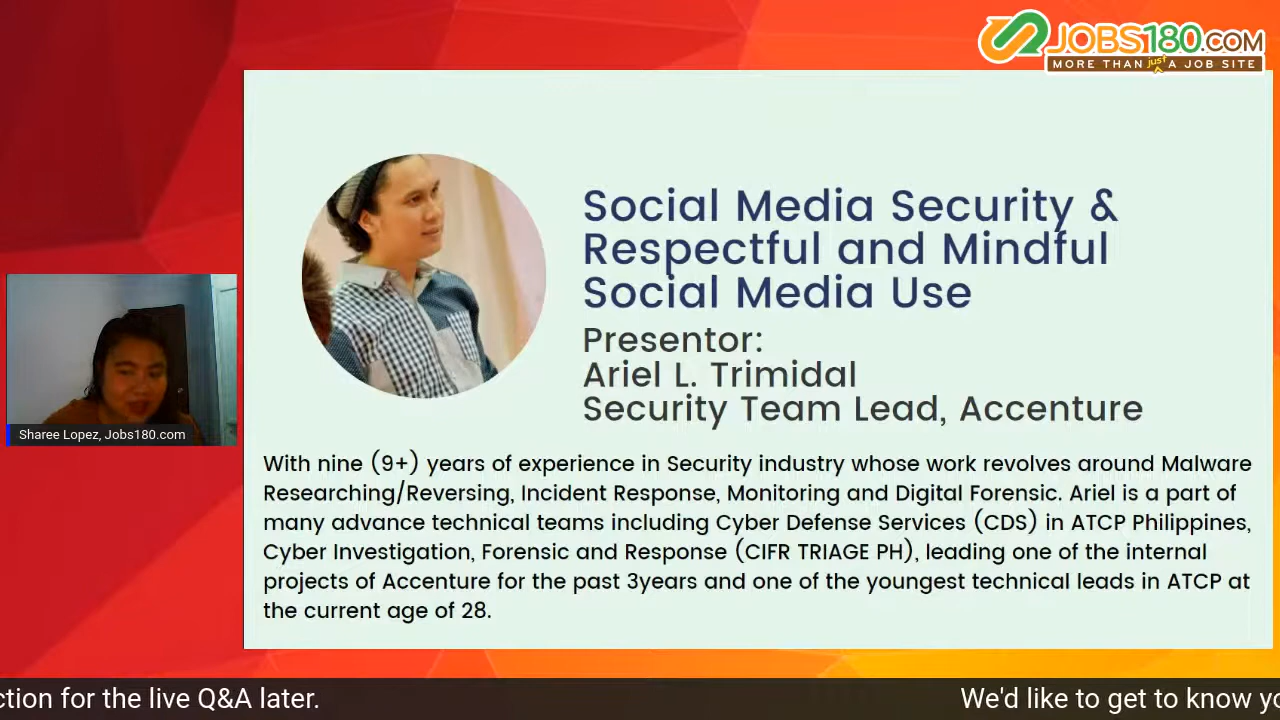 JOBS180.COM
MORE THAN just A JOB SITE
Social Media Security &
Respectful and Mindful
Social Media Use
Presentor:
Ariel L. Trimidal
Security Team Lead, Accenture
Sharee Lopez, Jobs180.com
With nine (9+) years of experience in Security industry whose work revolves around Malware
Researching/Reversing, Incident Response, Monitoring and Digital Forensic. Ariel is a part of
many advance technical teams including Cyber Defense Services (CDS) in ATCP Philippines,
Cyber Investigation, Forensic and Response (CIFR TRIAGE PH), leading one of the internal
projects of Accenture for the past 3years and one of the youngest technical leads in ATCP at
the current age of 28.
ction for the live Q&A later.
We'd like to get to know yo